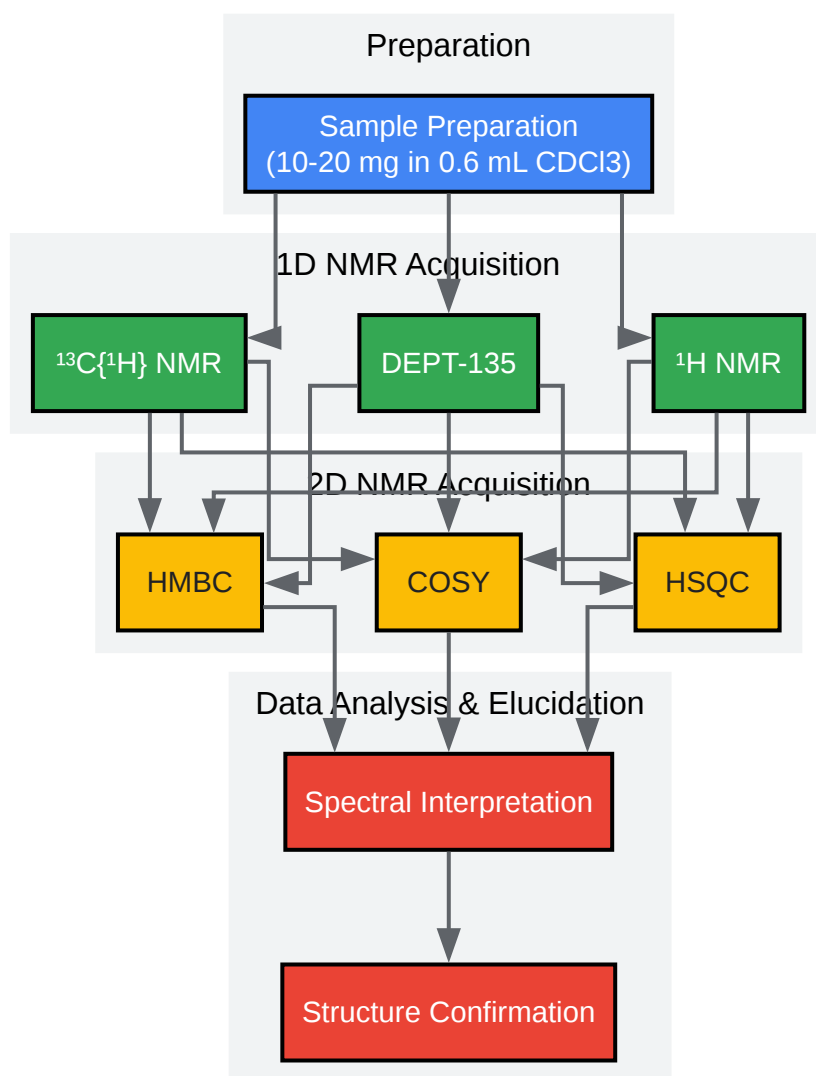 Preparation
Sample Preparation
(10-20 mg in 0.6 mL CDCl3)
1D NMR Acquisition
¹³C{¹H} NMR
DEPT-135
¹H NMR
2D NMR Acquisition
HMBC
COSY
HSQC
Data Analysis & Elucidation
Spectral Interpretation
Structure Confirmation